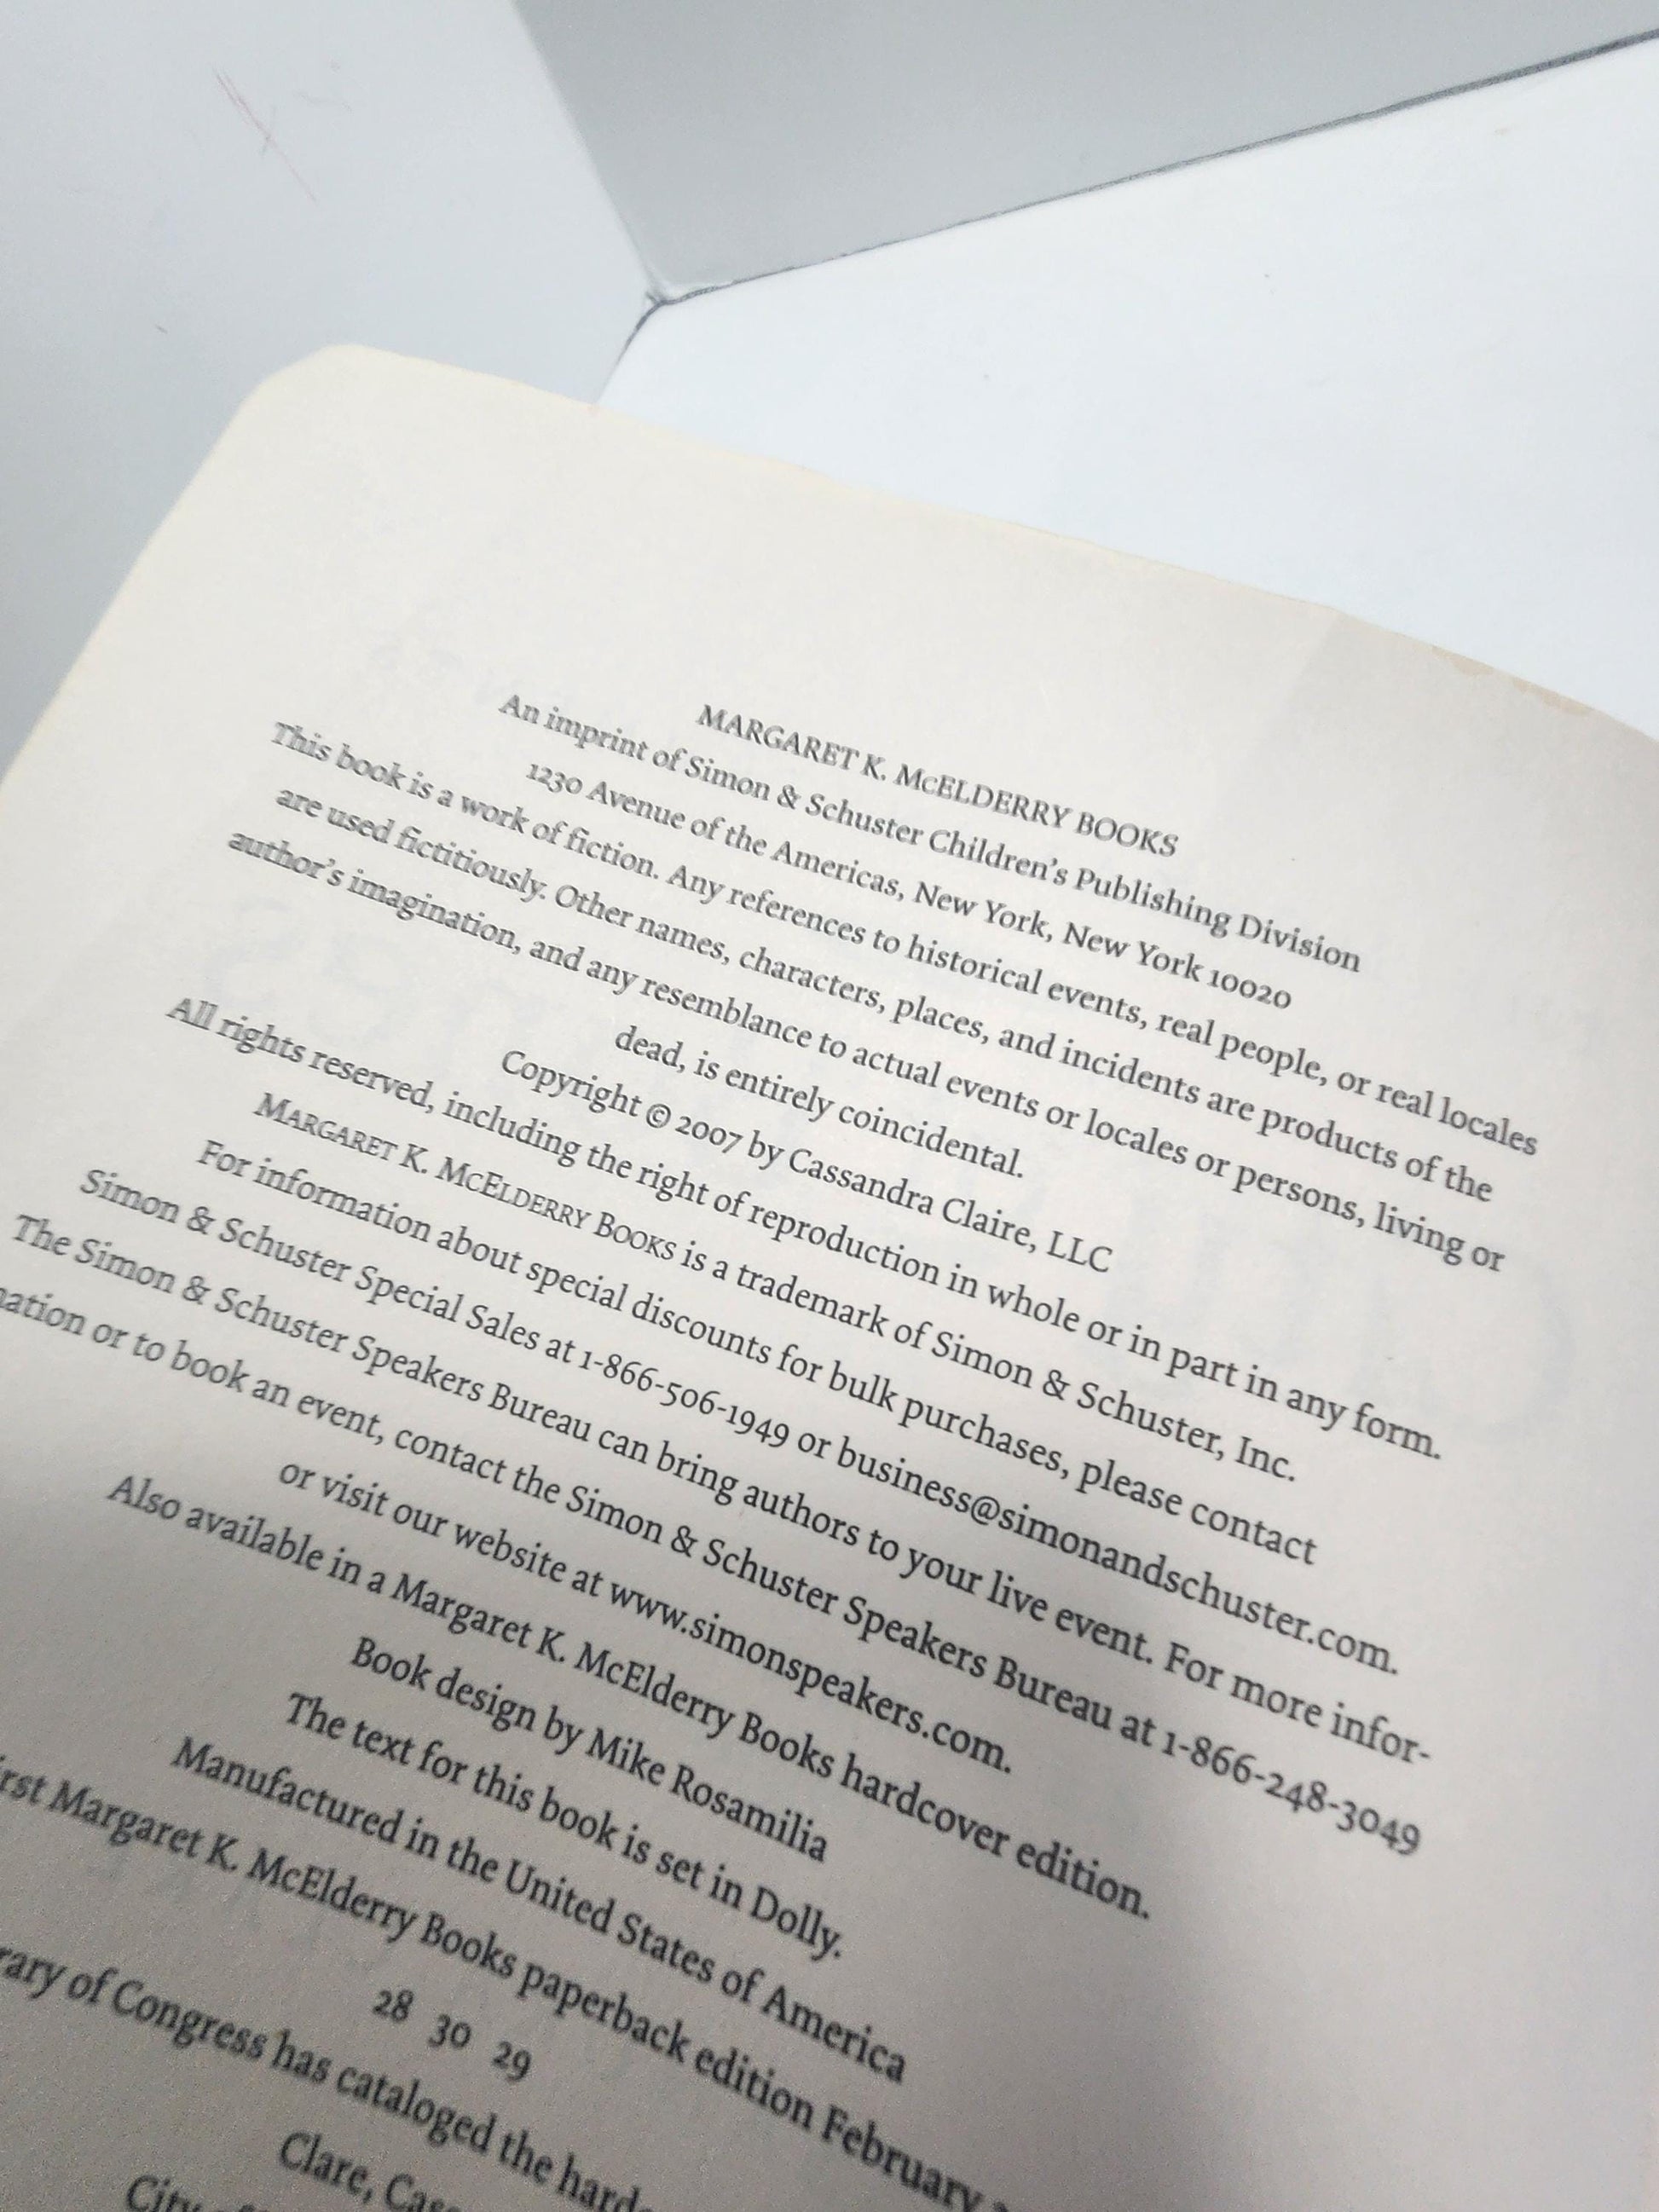 MARGARET K. McELDERRY BOOKS
An imprint of Simon & Schuster Children's Publishing Division
1230 Avenue of the Americas, New York, New York 10020
This book is a work of fiction. Any references to historical events, real people, or real locales
are used fictitiously. Other names, characters, places, and incidents are products of the
author's imagination, and any resemblance to actual events or locales or persons, living or
dead, is entirely coincidental.
Copyright © 2007 by Cassandra Claire, LLC
All rights reserved, including the right of reproduction in whole or in part in any form.
MARGARET K. McELDERRY BOOKS is a trademark of Simon & Schuster, Inc.
For information about special discounts for bulk purchases, please contact
Simon & Schuster Special Sales at 1-866-506-1949 or business@simonandschuster.com.
The Simon & Schuster Speakers Bureau can bring authors to your live event. For more infor-
ation or to book an event, contact the Simon & Schuster Speakers Bureau at 1-866-248-3049
or visit our website at www.simonspeakers.com.
Also available in a Margaret K. McElderry Books hardcover edition.
Book design by Mike Rosamilia
The text for this book is set in Dolly.
Manufactured in the United States of America
rst Margaret K. McElderry Books paperback edition February
28 30 29
rary of Congress has cataloged the hardc
Clare, Cas
City